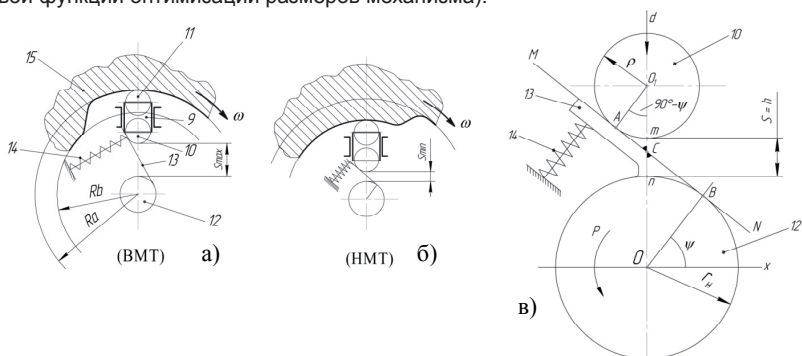 вой функции оптимизации размеров механизма).
11
15
ω
9
10
14
13
Smax
Rb
Ra
12
(ВМТ)
а)
ω
Smin
(НМТ)
б)
d
M
10
ρ
O₁
13
90°-ψ
A
14
m
S = h
C
n
B
P
N
12
ψ
O
x
rн
в)